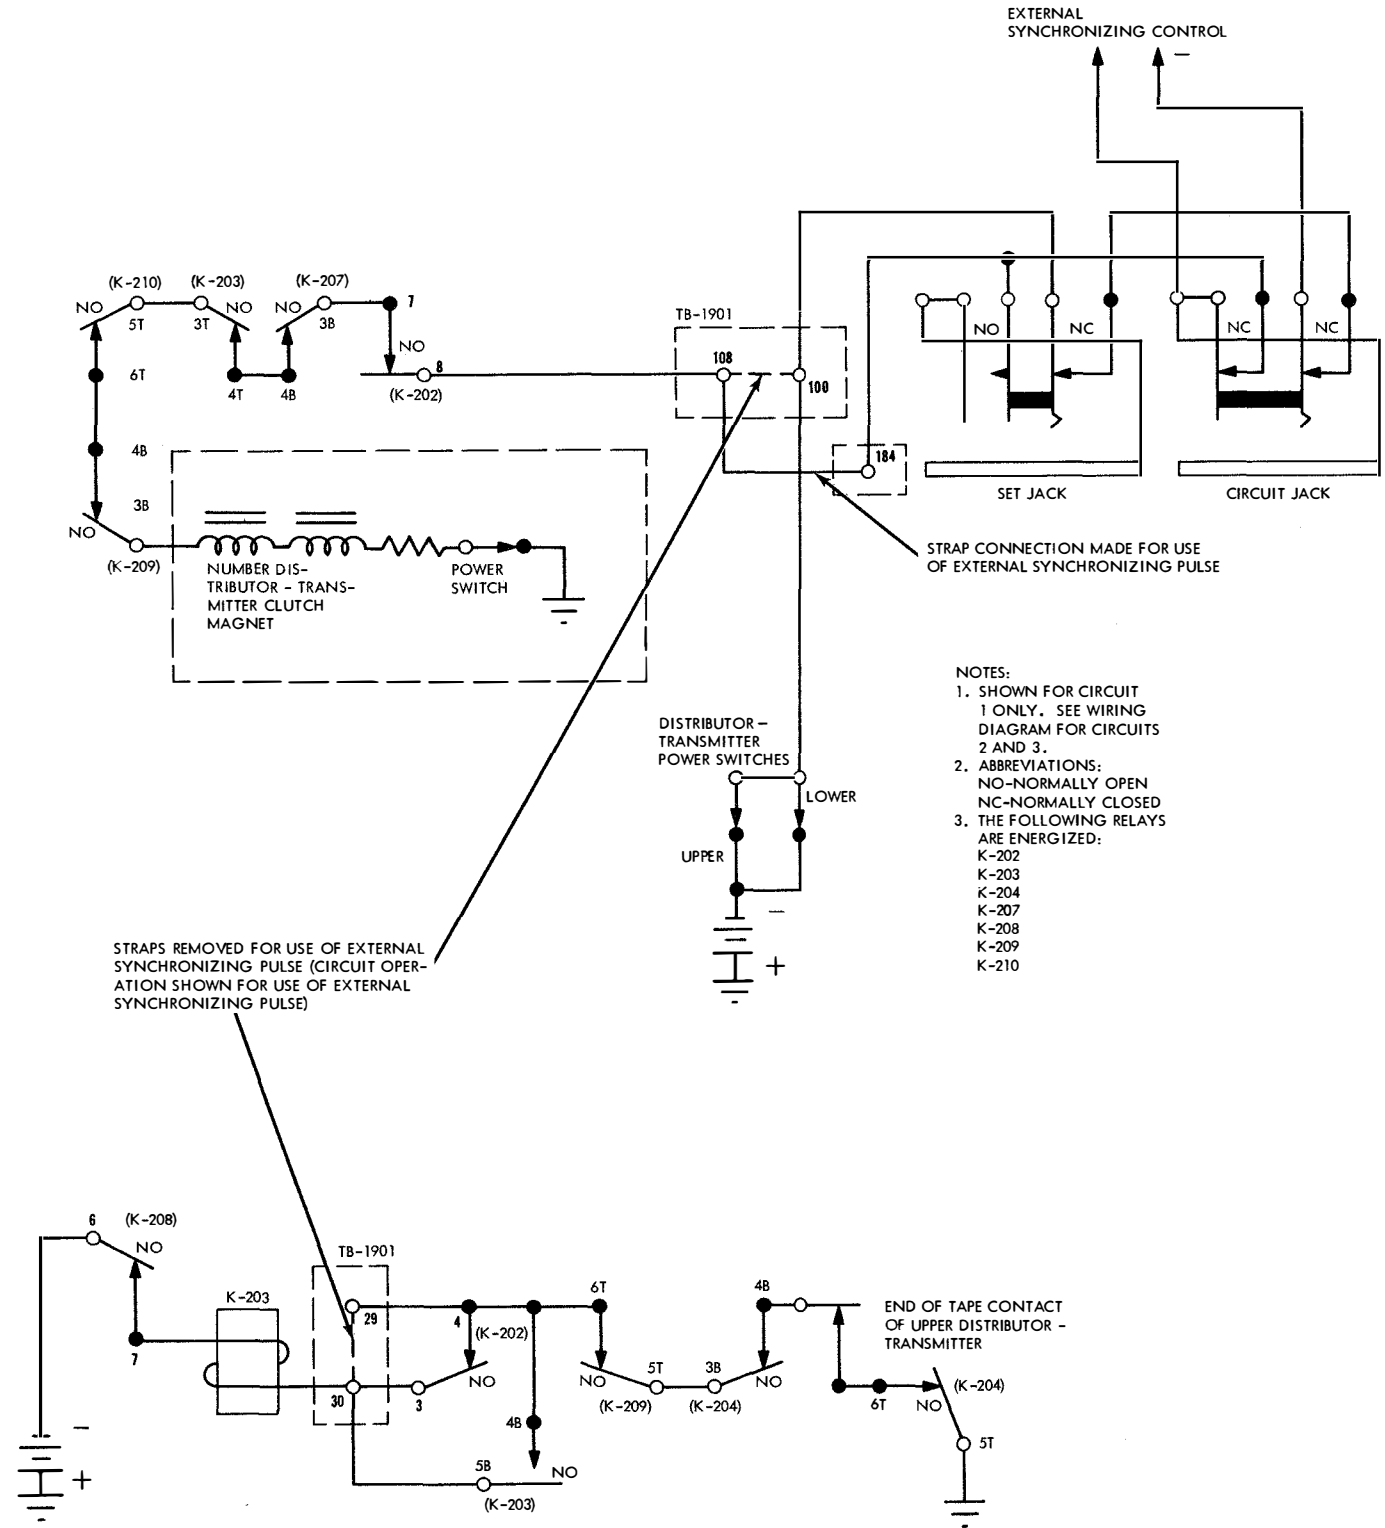 EXTERNAL
SYNCHRONIZING CONTROL
−
(K-210)
(K-203)
(K-207)
NO
5T
3T
NO
NO
3B
7
NO
8
(K-202)
6T
4T
4B
4B
3B
NO
(K-209)
NUMBER DIS-
TRIBUTOR - TRANS-
MITTER CLUTCH
MAGNET
POWER
SWITCH
TB-1901
108
100
184
NO
NC
NC
NC
SET JACK
CIRCUIT JACK
STRAP CONNECTION MADE FOR USE
OF EXTERNAL SYNCHRONIZING PULSE
NOTES:
1. SHOWN FOR CIRCUIT
1 ONLY. SEE WIRING
DIAGRAM FOR CIRCUITS
2 AND 3.
2. ABBREVIATIONS:
NO-NORMALLY OPEN
NC-NORMALLY CLOSED
3. THE FOLLOWING RELAYS
ARE ENERGIZED:
K-202
K-203
K-204
K-207
K-208
K-209
K-210
DISTRIBUTOR –
TRANSMITTER
POWER SWITCHES
LOWER
UPPER
−
+
STRAPS REMOVED FOR USE OF EXTERNAL
SYNCHRONIZING PULSE (CIRCUIT OPER-
ATION SHOWN FOR USE OF EXTERNAL
SYNCHRONIZING PULSE)
6
(K-208)
NO
7
K-203
TB-1901
29
30
4
(K-202)
NO
3
4B
5B
NO
(K-203)
6T
NO
5T
(K-209)
3B
(K-204)
4B
NO
END OF TAPE CONTACT
OF UPPER DISTRIBUTOR -
TRANSMITTER
6T
NO
(K-204)
5T
−
+